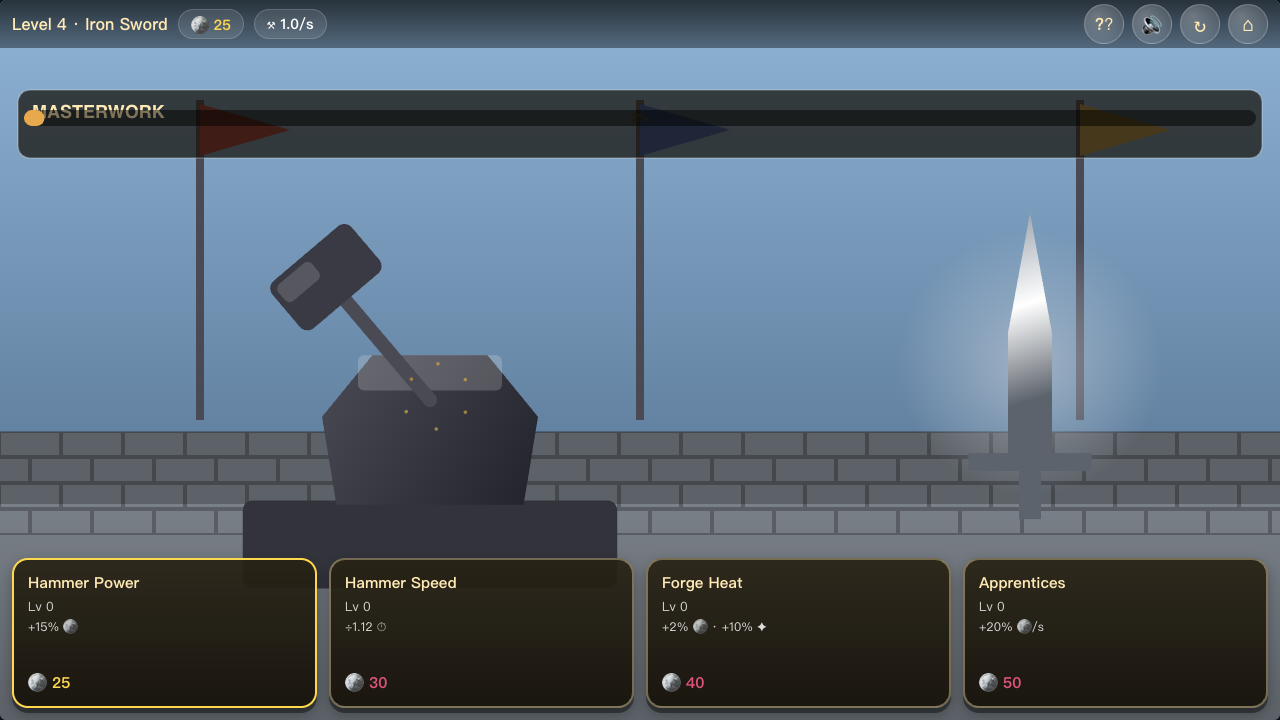 Level 4 · Iron Sword
25
⚒ 1.0/s
??
MASTERWORK
Hammer Power
Lv 0
+15%
25
Hammer Speed
Lv 0
÷1.12 ⏱
30
Forge Heat
Lv 0
+2% · +10% ✦
40
Apprentices
Lv 0
+20% /s
50